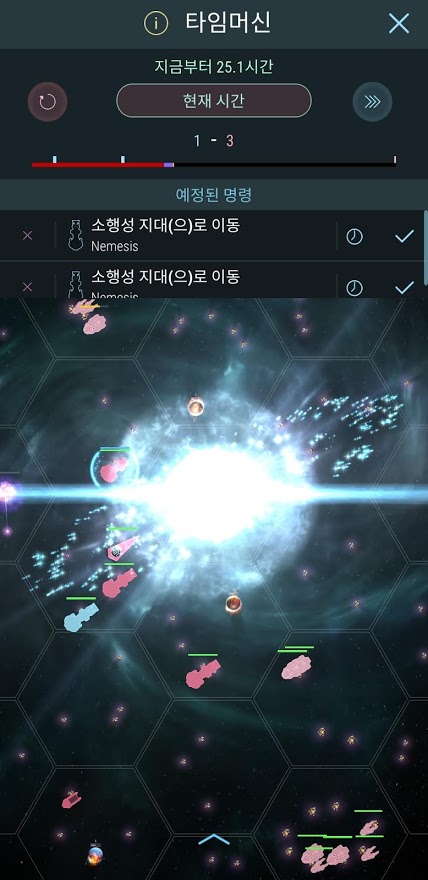 타임머신
지금부터 25.1시간
현재 시간
1 - 3
예정된 명령
소행성 지대(으)로 이동
Nemesis
소행성 지대(으)로 이동
Nemesis